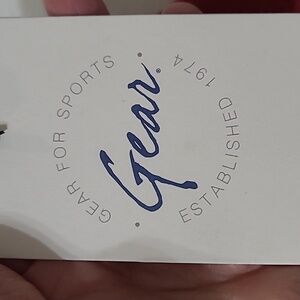 GEAR FOR SPORTS
Gear®
ESTABLISHED 1974